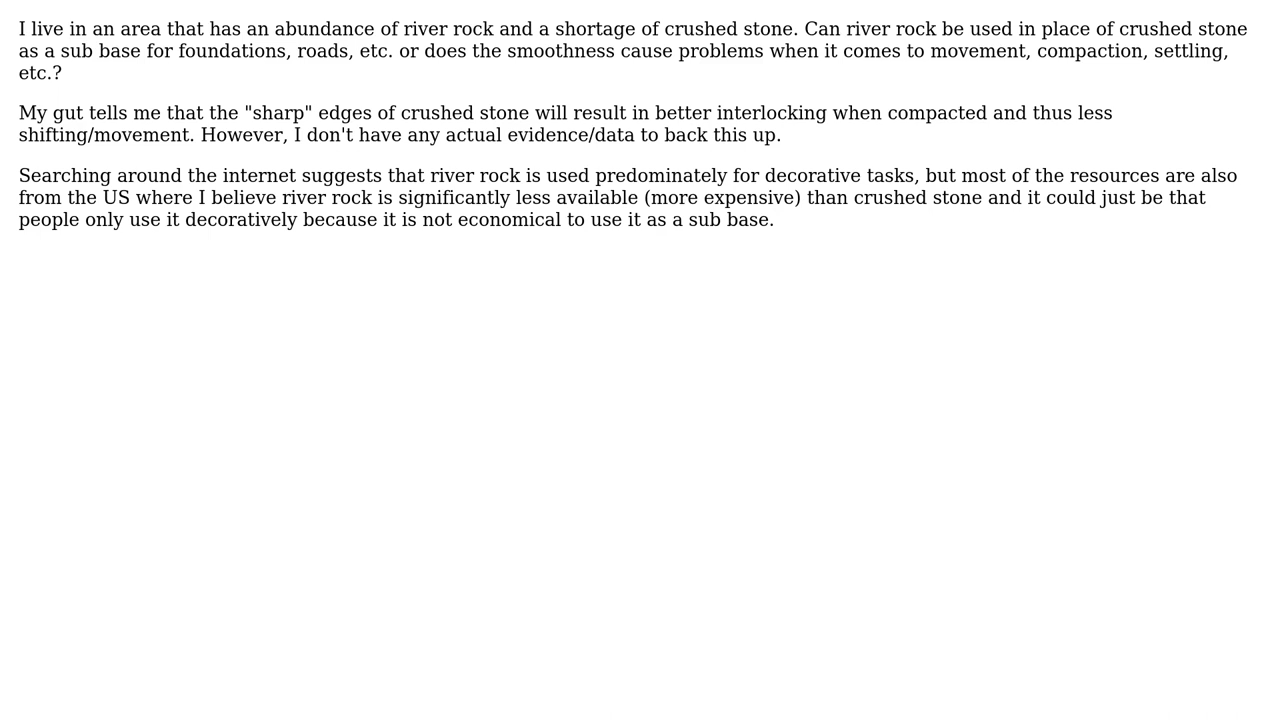 I live in an area that has an abundance of river rock and a shortage of crushed stone. Can river rock be used in place of crushed stone
as a sub base for foundations, roads, etc. or does the smoothness cause problems when it comes to movement, compaction, settling,
etc.?
My gut tells me that the "sharp" edges of crushed stone will result in better interlocking when compacted and thus less
shifting/movement. However, I don't have any actual evidence/data to back this up.
Searching around the internet suggests that river rock is used predominately for decorative tasks, but most of the resources are also
from the US where I believe river rock is significantly less available (more expensive) than crushed stone and it could just be that
people only use it decoratively because it is not economical to use it as a sub base.